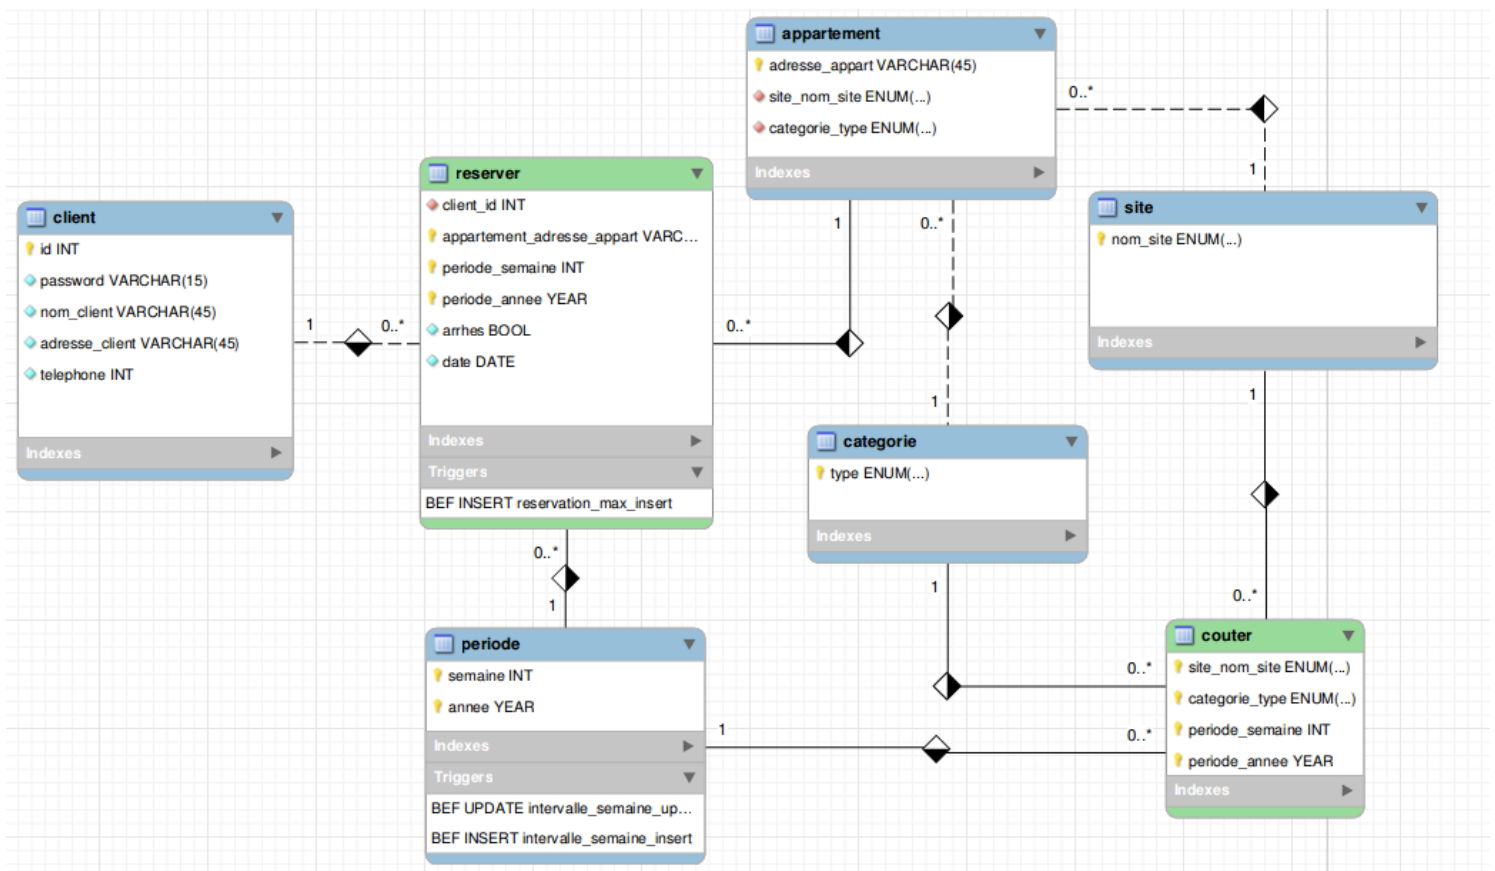 appartement
adresse_appart VARCHAR(45)
site_nom_site ENUM(...)
categorie_type ENUM(...)
Indexes
0..*
1
reserver
client_id INT
appartement_adresse_appart VARC...
periode_semaine INT
periode_annee YEAR
arrhes BOOL
date DATE
Indexes
Triggers
BEF INSERT reservation_max_insert
client
id INT
password VARCHAR(15)
nom_client VARCHAR(45)
adresse_client VARCHAR(45)
telephone INT
Indexes
1
0..*
0..*
1
0..*
1
site
nom_site ENUM(...)
Indexes
1
0..*
categorie
type ENUM(...)
Indexes
1
0..*
0..*
1
periode
semaine INT
annee YEAR
Indexes
Triggers
BEF UPDATE intervalle_semaine_up...
BEF INSERT intervalle_semaine_insert
1
0..*
couter
site_nom_site ENUM(...)
categorie_type ENUM(...)
periode_semaine INT
periode_annee YEAR
Indexes